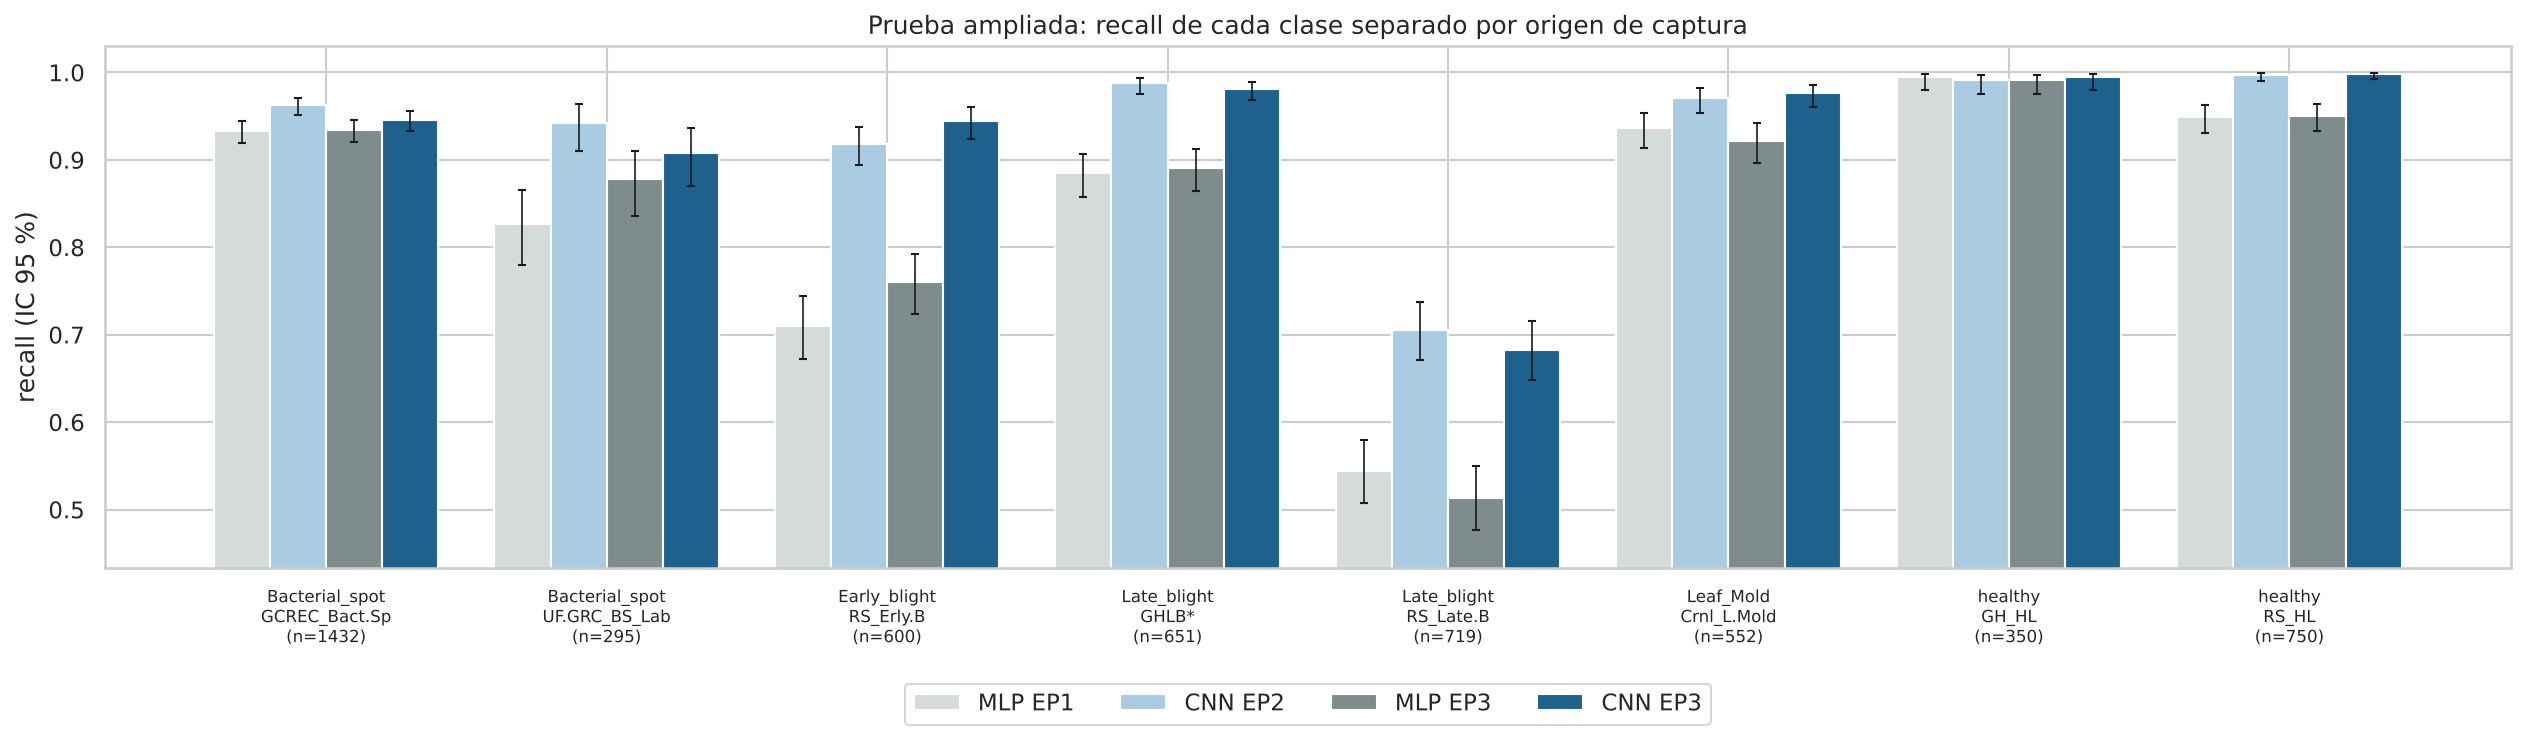 Prueba ampliada: recall de cada clase separado por origen de captura
recall (IC 95 %)
1.0
0.9
0.8
0.7
0.6
0.5
Bacterial_spot
GCREC_Bact.Sp
(n=1432)
Bacterial_spot
UF.GRC_BS_Lab
(n=295)
Early_blight
RS_Erly.B
(n=600)
Late_blight
GHLB*
(n=651)
Late_blight
RS_Late.B
(n=719)
Leaf_Mold
Crnl_L.Mold
(n=552)
healthy
GH_HL
(n=350)
healthy
RS_HL
(n=750)
MLP EP1
CNN EP2
MLP EP3
CNN EP3